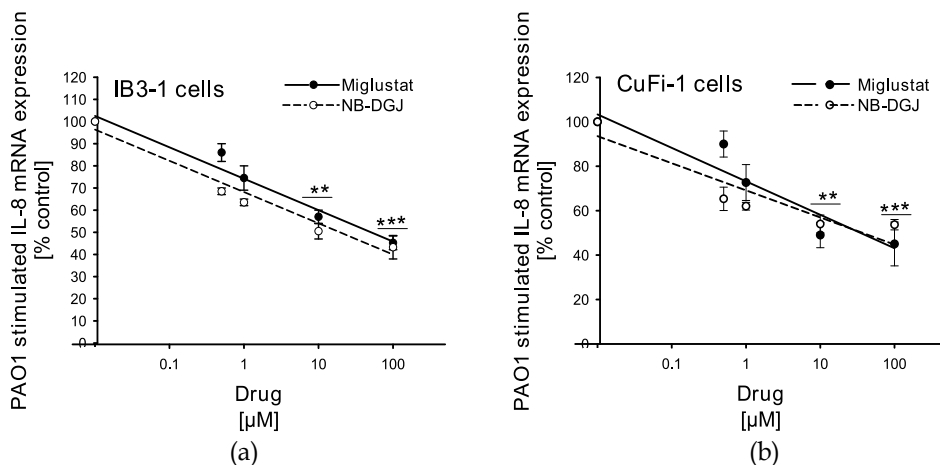 PAO1 stimulated IL-8 mRNA expression
[% control]
120
110
100
90
80
70
60
50
40
30
20
10
0
IB3-1 cells
Miglustat
NB-DGJ
**
***
0.1 1 10 100
Drug
[µM]
(a)
PAO1 stimulated IL-8 mRNA expression
[% control]
120
100
80
60
40
20
0
CuFi-1 cells
Miglustat
NB-DGJ
**
***
0.1 1 10 100
Drug
[µM]
(b)